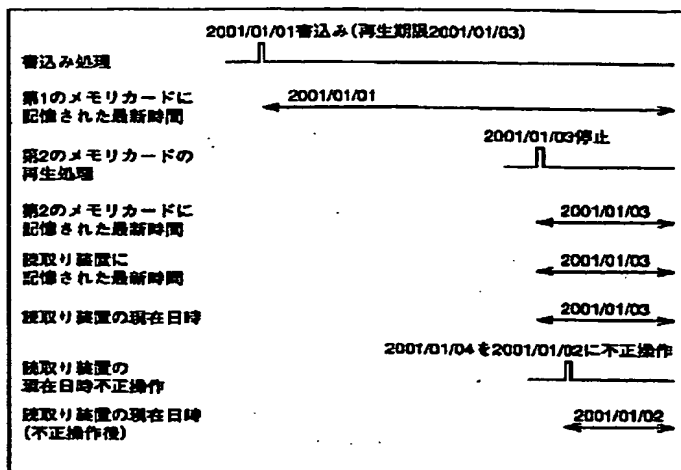 2001/01/01書込み(再生期限2001/01/03)
書込み処理
第1のメモリカードに
記憶された最新時間
2001/01/01
2001/01/03停止
第2のメモリカードの
再生処理
第2のメモリカードに
記憶された最新時間
2001/01/03
読取り装置に
記憶された最新時間
2001/01/03
読取り装置の現在日時
2001/01/03
2001/01/04を2001/01/02に不正操作
読取り装置の
現在日時不正操作
読取り装置の現在日時
(不正操作後)
2001/01/02